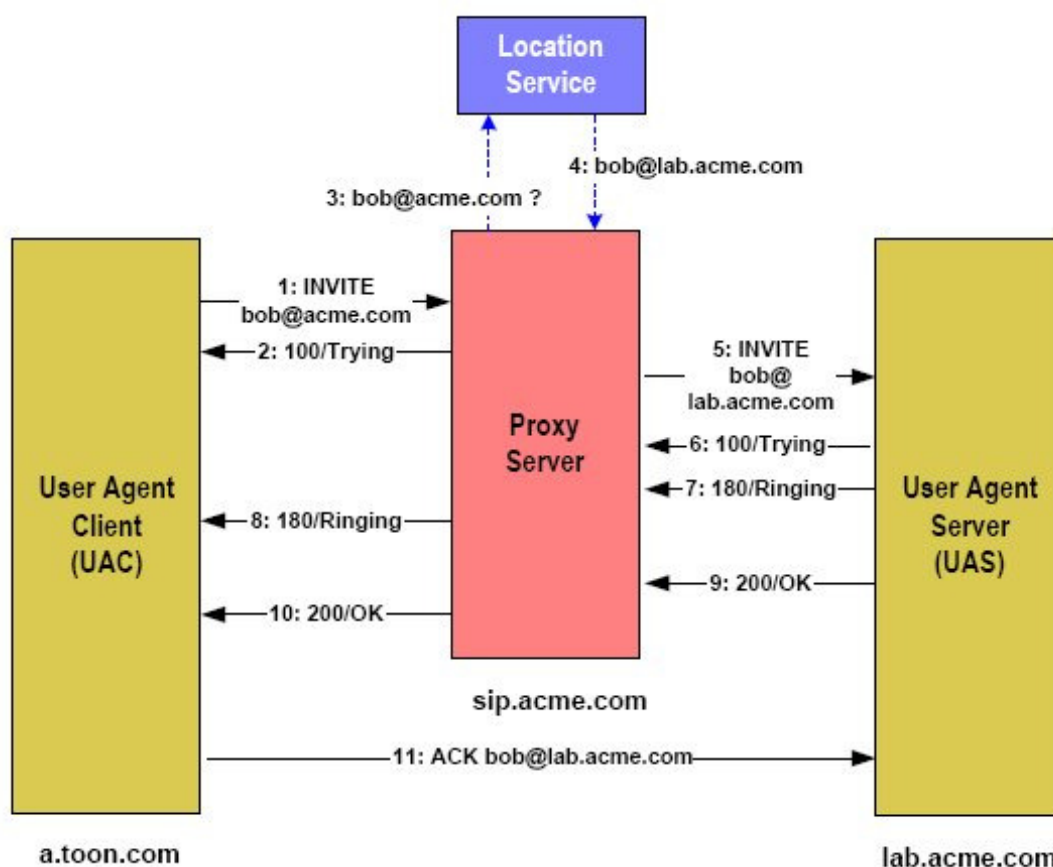 Location
Service
4: bob@lab.acme.com
3: bob@acme.com ?
1: INVITE
bob@acme.com
2: 100/Trying
5: INVITE
bob@
lab.acme.com
Proxy
Server
6: 100/Trying
7: 180/Ringing
User Agent
Client
(UAC)
8: 180/Ringing
User Agent
Server
(UAS)
9: 200/OK
10: 200/OK
sip.acme.com
11: ACK bob@lab.acme.com
a.toon.com
lab.acme.com